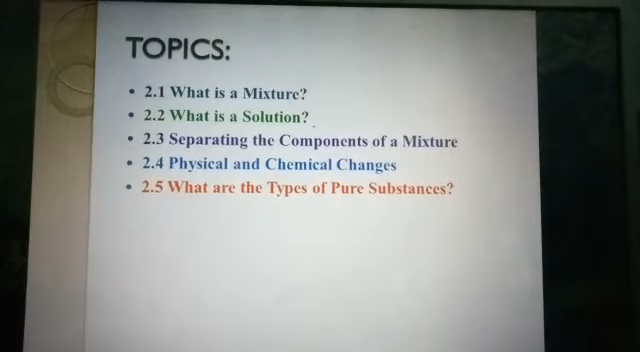 TOPICS:
• 2.1 What is a Mixture?
• 2.2 What is a Solution?
• 2.3 Separating the Components of a Mixture
• 2.4 Physical and Chemical Changes
• 2.5 What are the Types of Pure Substances?